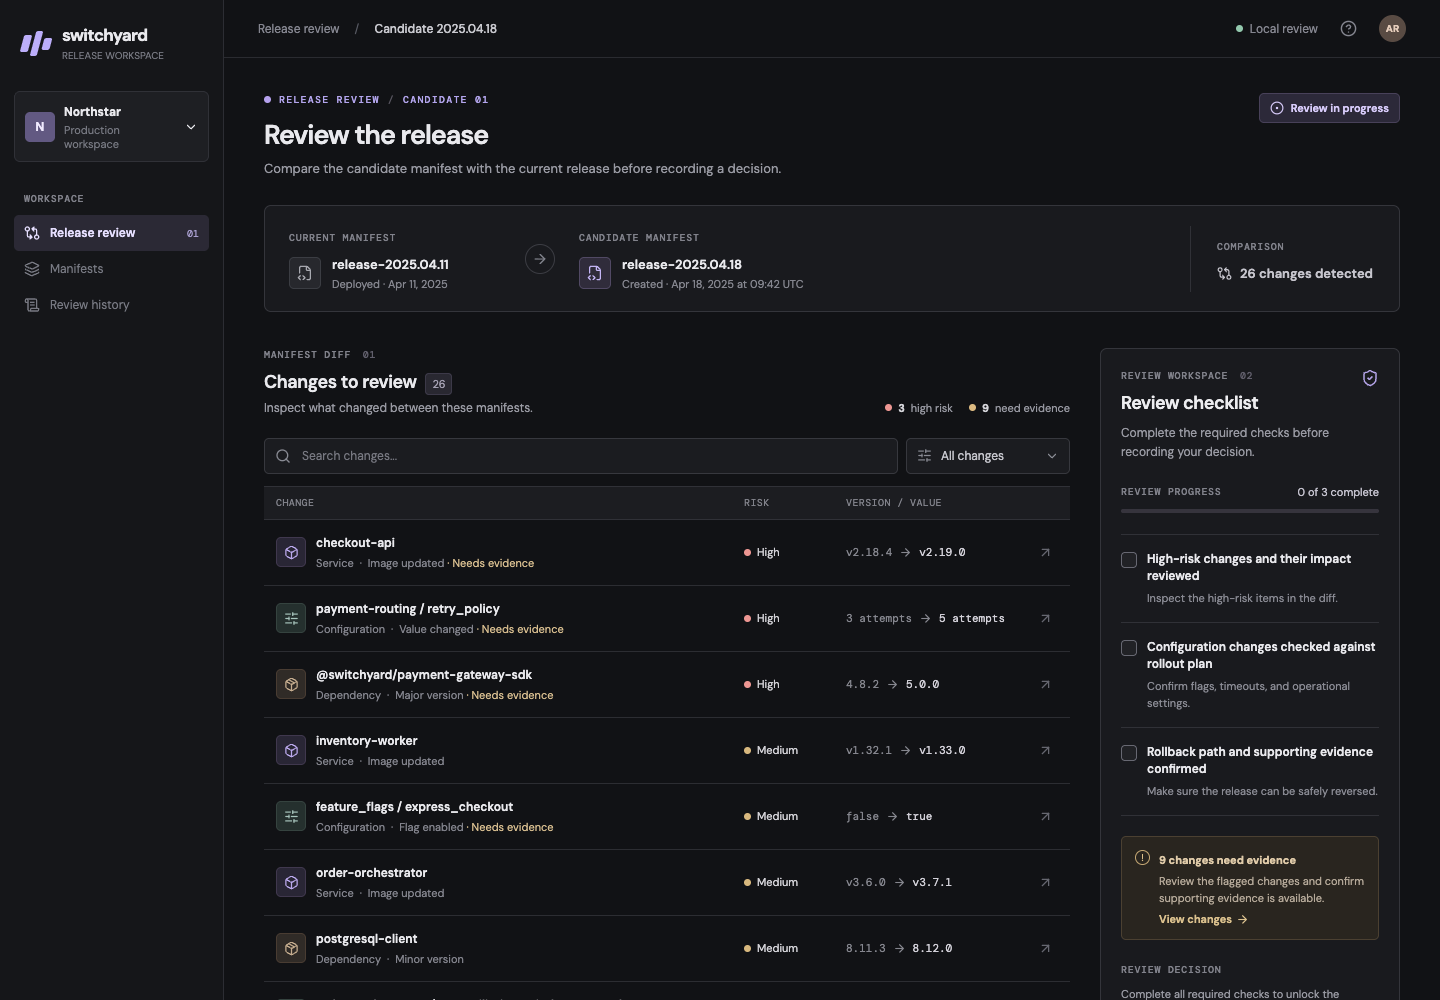 switchyard
RELEASE WORKSPACE
N
Northstar
Production
workspace
WORKSPACE
Release review 01
Manifests
Review history
Release review / Candidate 2025.04.18
Local review
AR
RELEASE REVIEW / CANDIDATE 01
Review the release
Compare the candidate manifest with the current release before recording a decision.
Review in progress
CURRENT MANIFEST
release-2025.04.11
Deployed · Apr 11, 2025
CANDIDATE MANIFEST
release-2025.04.18
Created · Apr 18, 2025 at 09:42 UTC
COMPARISON
26 changes detected
MANIFEST DIFF 01
Changes to review 26
Inspect what changed between these manifests.
3 high risk 9 need evidence
Search changes...
All changes
CHANGE RISK VERSION / VALUE
checkout-api
Service · Image updated · Needs evidence
High
v2.18.4 → v2.19.0
payment-routing / retry_policy
Configuration · Value changed · Needs evidence
High
3 attempts → 5 attempts
@switchyard/payment-gateway-sdk
Dependency · Major version · Needs evidence
High
4.8.2 → 5.0.0
inventory-worker
Service · Image updated
Medium
v1.32.1 → v1.33.0
feature_flags / express_checkout
Configuration · Flag enabled · Needs evidence
Medium
false → true
order-orchestrator
Service · Image updated
Medium
v3.6.0 → v3.7.1
postgresql-client
Dependency · Minor version
Medium
8.11.3 → 8.12.0
REVIEW WORKSPACE 02
Review checklist
Complete the required checks before
recording your decision.
REVIEW PROGRESS 0 of 3 complete
High-risk changes and their impact
reviewed
Inspect the high-risk items in the diff.
Configuration changes checked against
rollout plan
Confirm flags, timeouts, and operational
settings.
Rollback path and supporting evidence
confirmed
Make sure the release can be safely reversed.
9 changes need evidence
Review the flagged changes and confirm
supporting evidence is available.
View changes →
REVIEW DECISION
Complete all required checks to unlock the